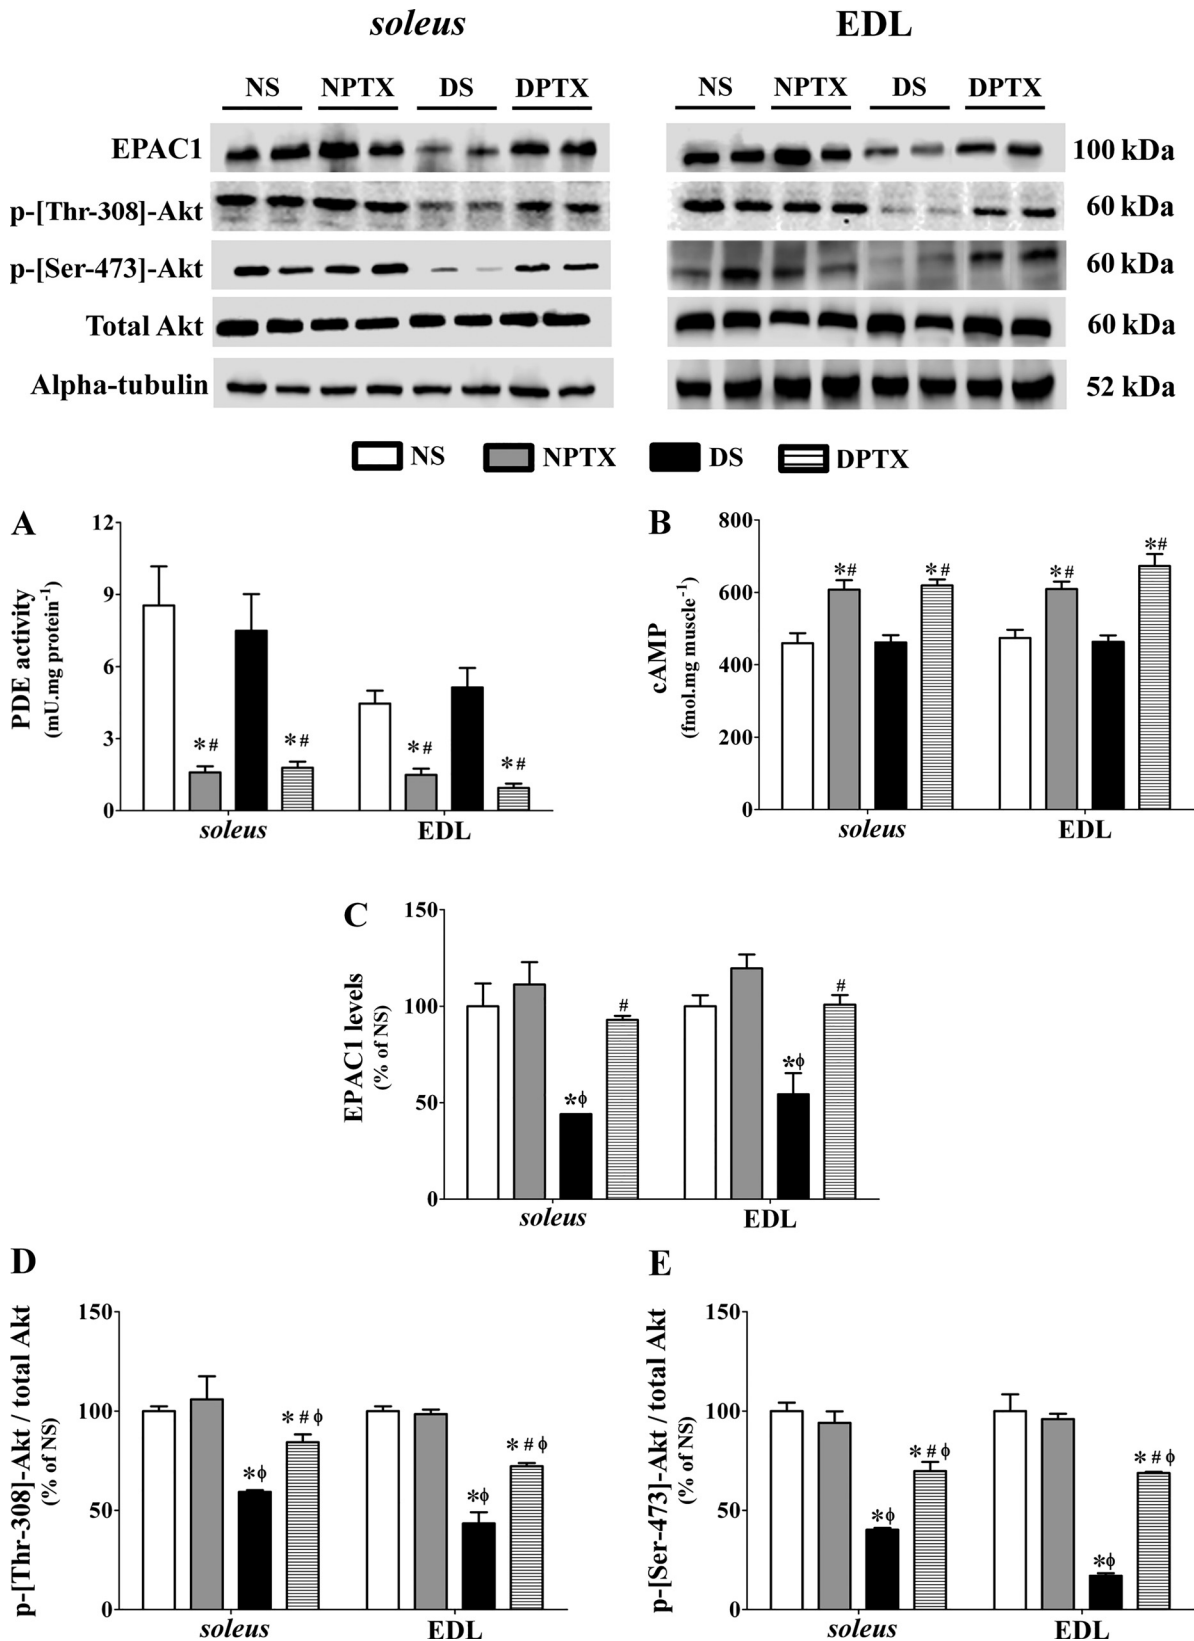 soleus EDL
NS NPTX DS DPTX NS NPTX DS DPTX
EPAC1 100 kDa
p-[Thr-308]-Akt 60 kDa
p-[Ser-473]-Akt 60 kDa
Total Akt 60 kDa
Alpha-tubulin 52 kDa
NS NPTX DS DPTX
A
PDE activity
(mU.mg protein⁻¹)
12
9
6
3
0
*# *# *# *#
soleus EDL
B
cAMP
(fmol.mg muscle⁻¹)
800
600
400
200
0
*# *# *# *#
soleus EDL
C
EPAC1 levels
(% of NS)
150
100
50
0
*ϕ # *ϕ #
soleus EDL
D
p-[Thr-308]-Akt / total Akt
(% of NS)
150
100
50
0
*ϕ *#ϕ *ϕ *#ϕ
soleus EDL
E
p-[Ser-473]-Akt / total Akt
(% of NS)
150
100
50
0
*ϕ *#ϕ *ϕ *#ϕ
soleus EDL